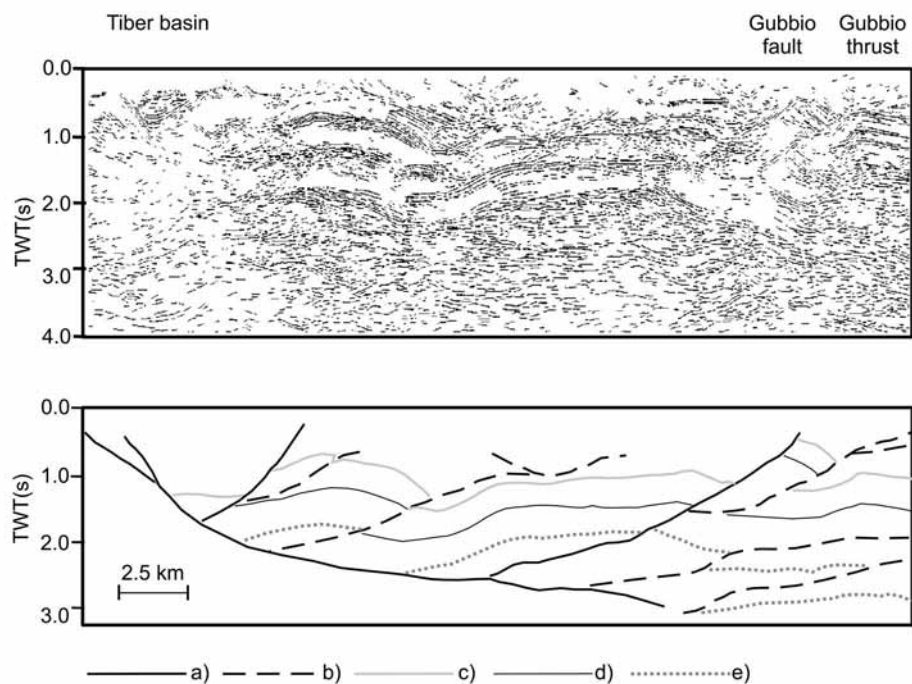 Tiber basin
Gubbio fault
Gubbio thrust
0.0
1.0
2.0
3.0
4.0
TWT(s)
0.0
1.0
2.0
3.0
TWT(s)
2.5 km
a) b) c) d) e)